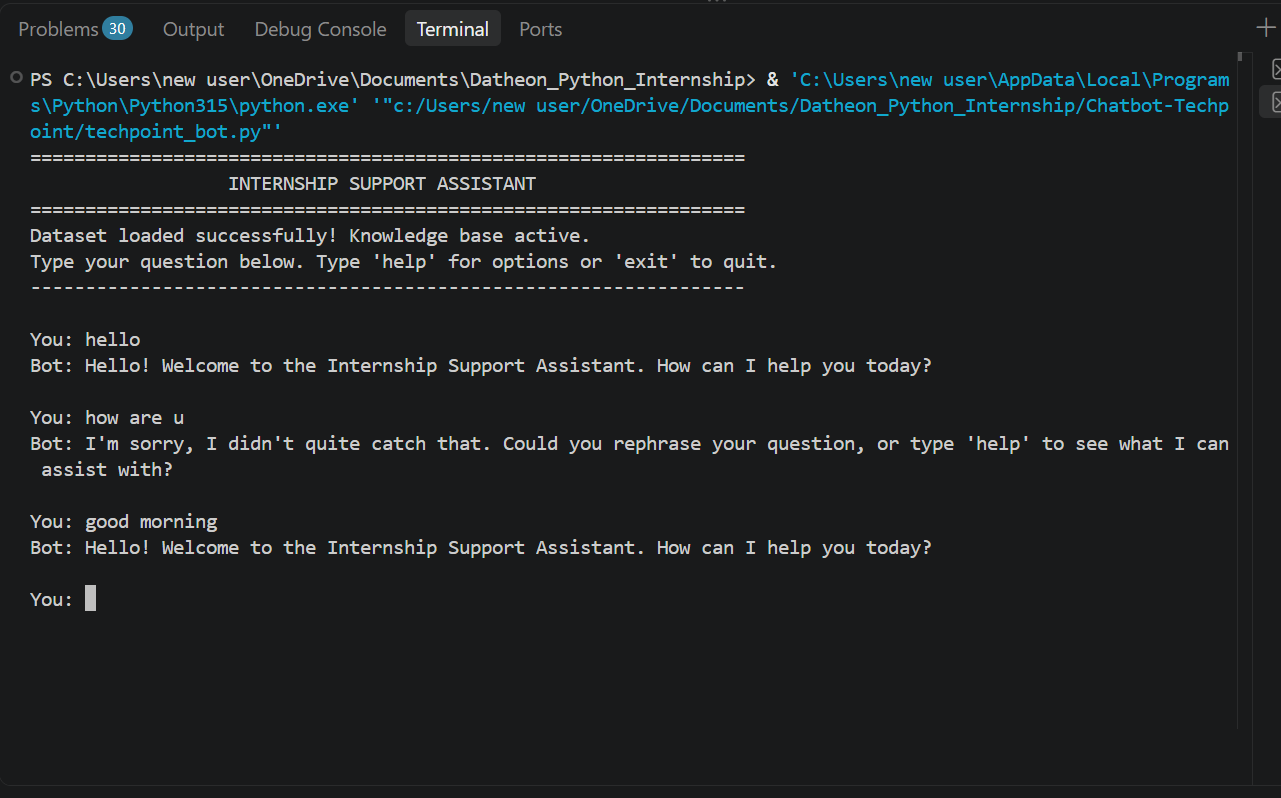 Problems 30 Output Debug Console Terminal Ports
PS C:\Users\new user\OneDrive\Documents\Datheon_Python_Internship> & 'C:\Users\new user\AppData\Local\Program
s\Python\Python315\python.exe' '"c:/Users/new user/OneDrive/Documents/Datheon_Python_Internship/Chatbot-Techp
oint/techpoint_bot.py"'
=================================================================
INTERNSHIP SUPPORT ASSISTANT
=================================================================
Dataset loaded successfully! Knowledge base active.
Type your question below. Type 'help' for options or 'exit' to quit.
-----------------------------------------------------------------
You: hello
Bot: Hello! Welcome to the Internship Support Assistant. How can I help you today?
You: how are u
Bot: I'm sorry, I didn't quite catch that. Could you rephrase your question, or type 'help' to see what I can
assist with?
You: good morning
Bot: Hello! Welcome to the Internship Support Assistant. How can I help you today?
You: